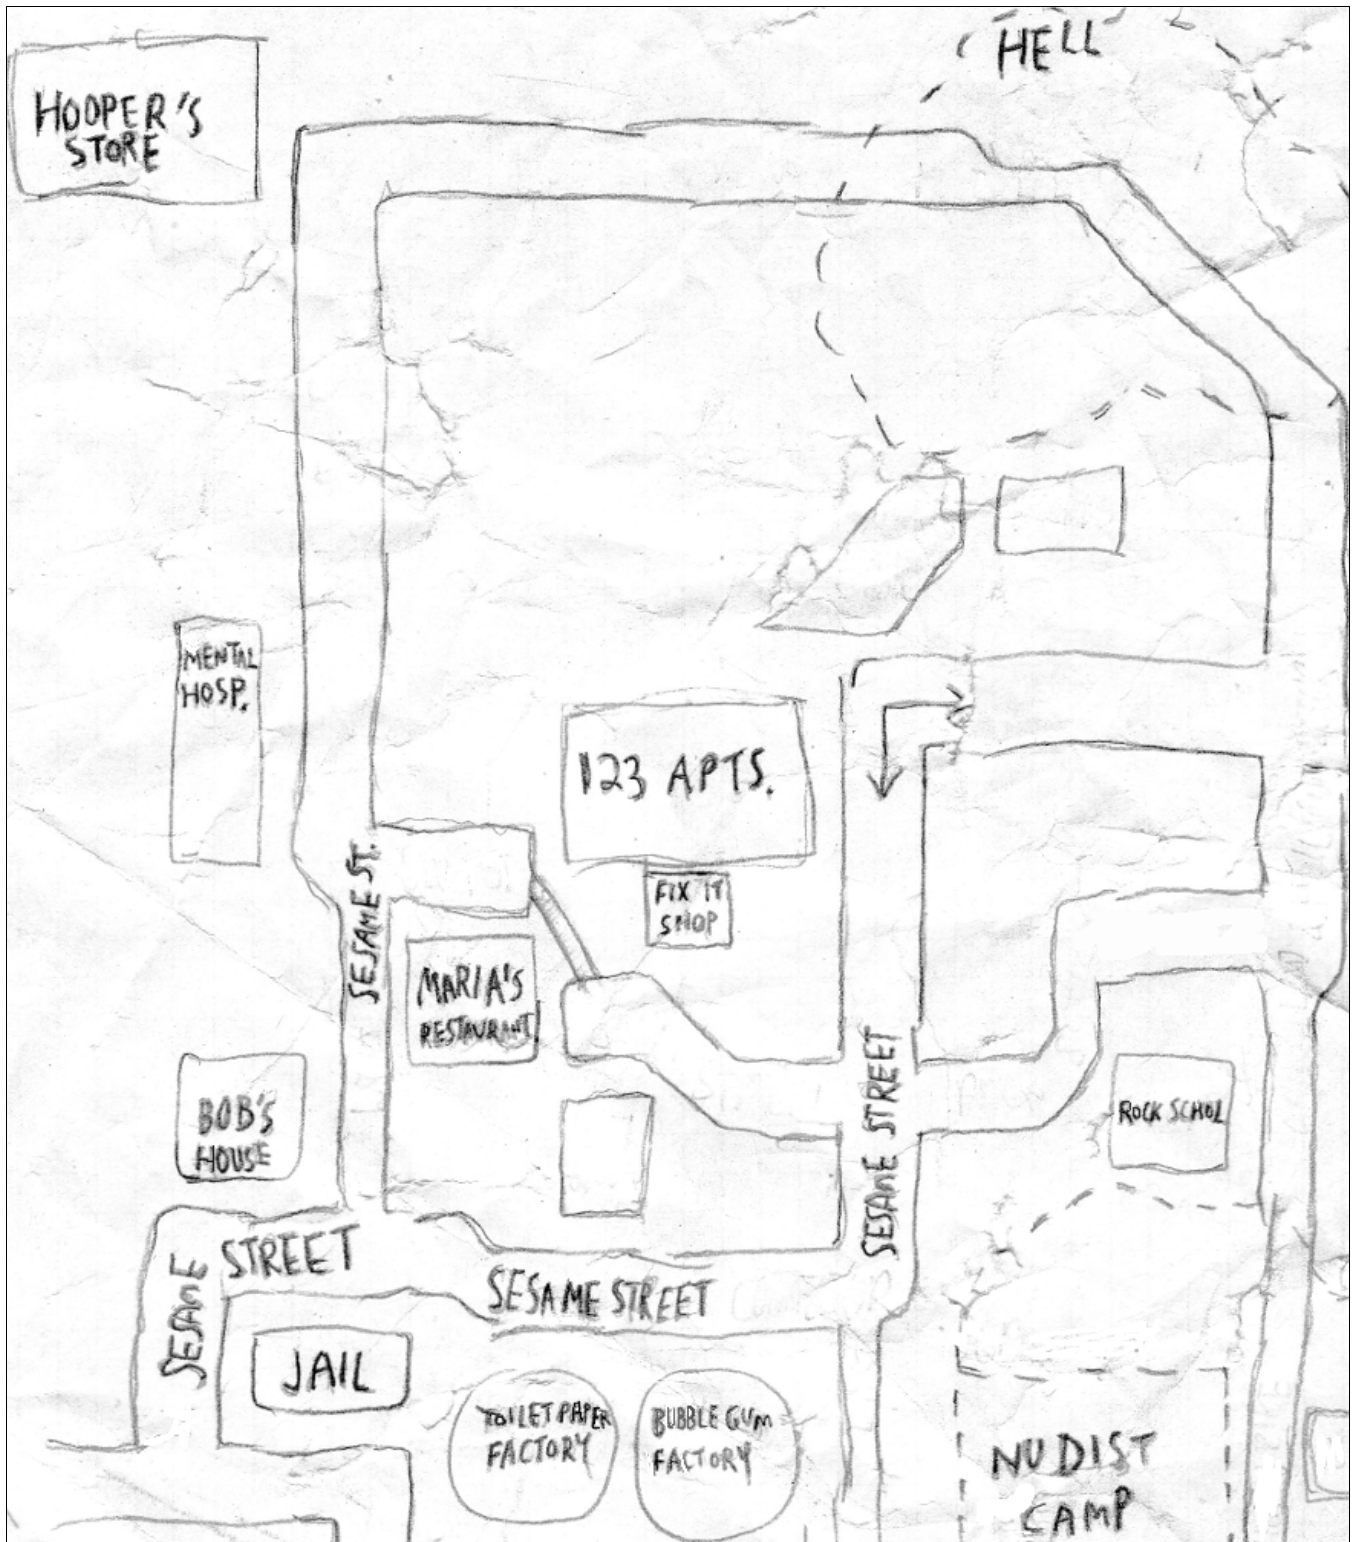 HELL
HOOPER'S
STORE
MENTAL
HOSP.
123 APTS.
FIX IT
SHOP
SESAME ST.
MARIA'S
RESTAURANT
BOB'S
HOUSE
ROCK SCHOL
SESAME STREET
SESAME
STREET
SESAME STREET
JAIL
TOILET PAPER
FACTORY
BUBBLE GUM
FACTORY
NUDIST
CAMP